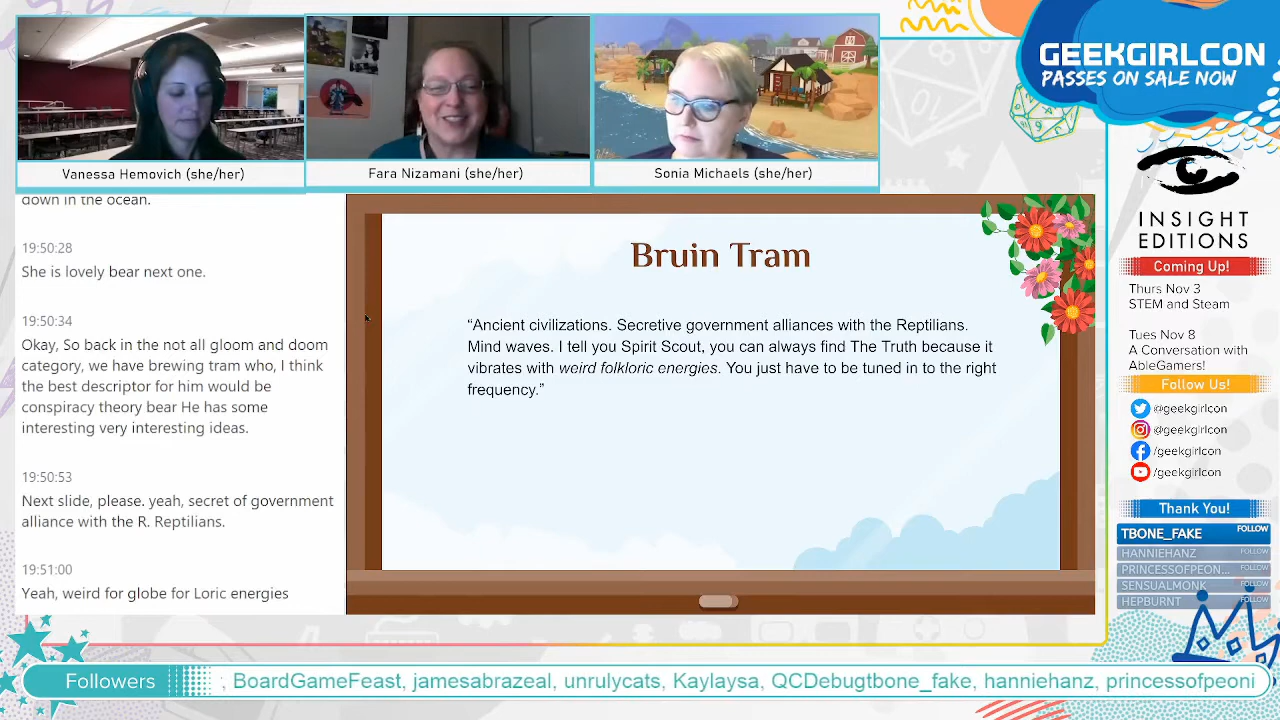 GEEKGIRLCON
PASSES ON SALE NOW
Vanessa Hemovich (she/her)
Fara Nizamani (she/her)
Sonia Michaels (she/her)
down in the ocean.
19:50:28
She is lovely bear next one.
19:50:34
Okay, So back in the not all gloom and doom
category, we have brewing tram who, I think
the best descriptor for him would be
conspiracy theory bear He has some
interesting very interesting ideas.
19:50:53
Next slide, please. yeah, secret of government
alliance with the R. Reptilians.
19:51:00
Yeah, weird for globe for Loric energies
Bruin Tram
“Ancient civilizations. Secretive government alliances with the Reptilians.
Mind waves. I tell you Spirit Scout, you can always find The Truth because it
vibrates with weird folkloric energies. You just have to be tuned in to the right
frequency.”
INSIGHT
EDITIONS
Coming Up!
Thurs Nov 3
STEM and Steam
Tues Nov 8
A Conversation with
AbleGamers!
Follow Us!
@geekgirlcon
@geekgirlcon
/geekgirlcon
/geekgirlcon
Thank You!
TBONE_FAKE FOLLOW
HANNIEHANZ FOLLOW
PRINCESSOFPEON... FOLLOW
SENSUALMONK FOLLOW
HEPBURNT FOLLOW
Followers
, BoardGameFeast, jamesabrazeal, unrulycats, Kaylaysa, QCDebugtbone_fake, hanniehanz, princessofpeoni